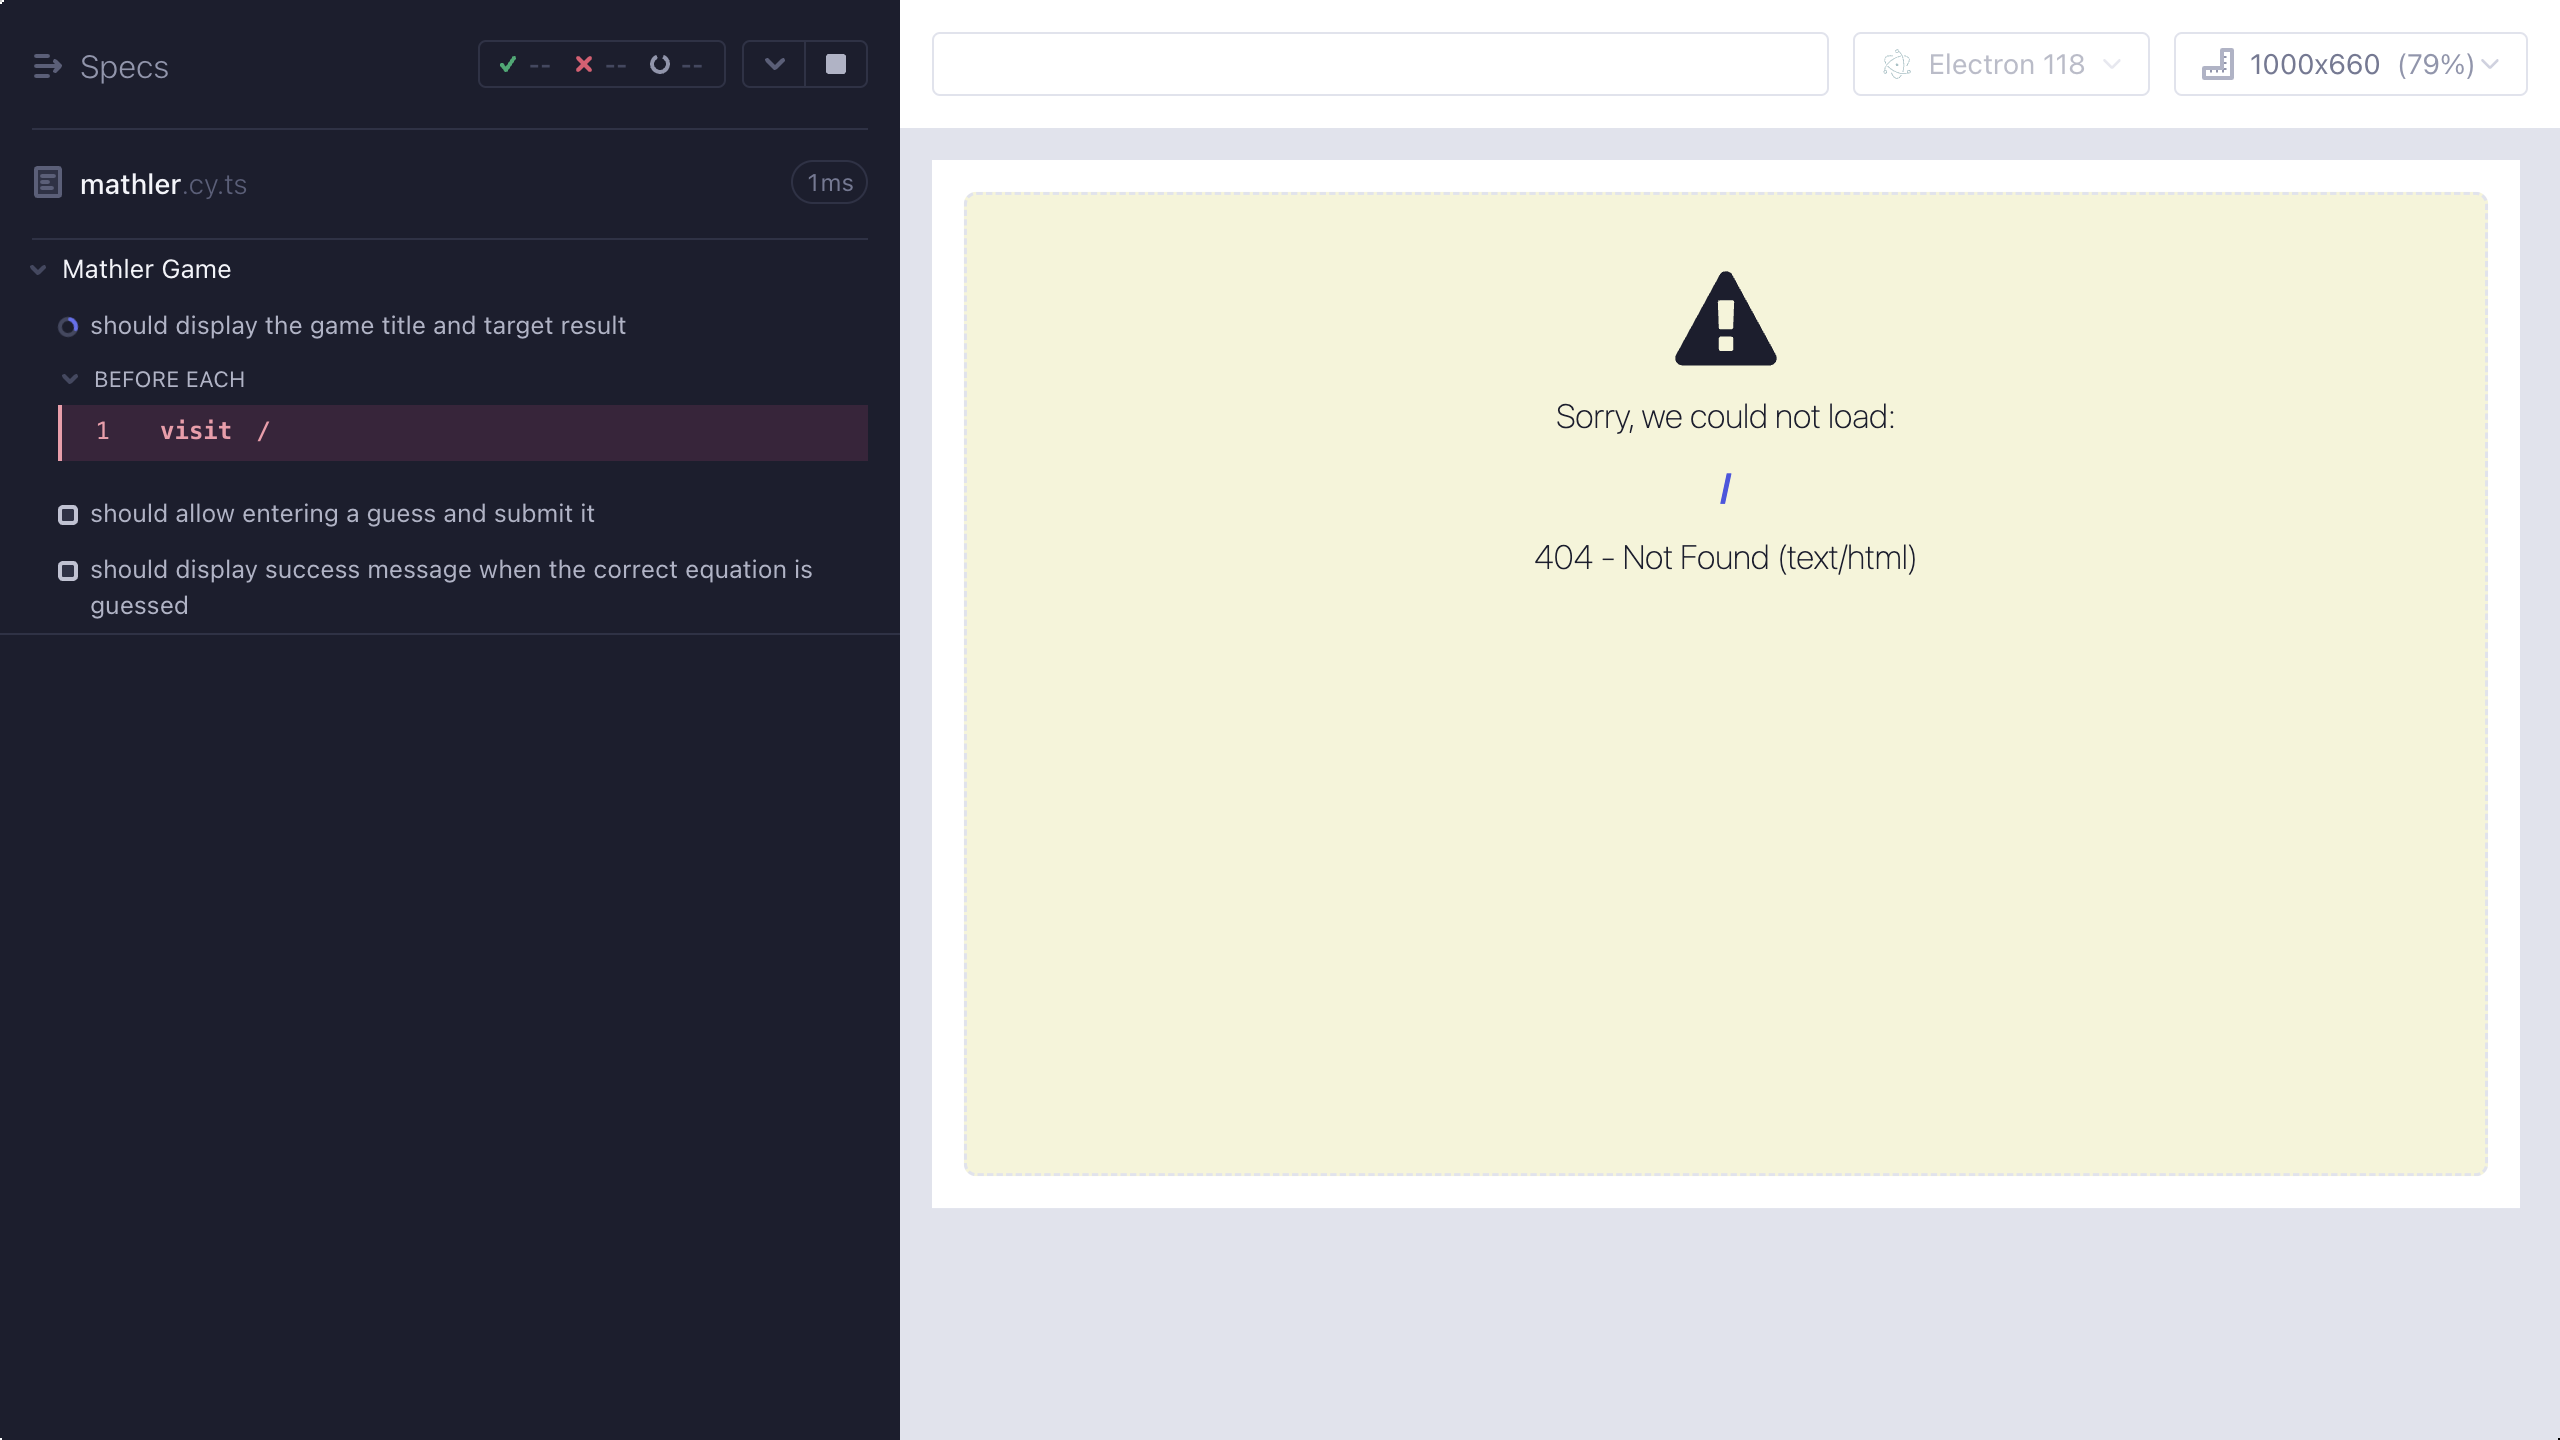 Specs
--
--
--
mathler.cy.ts
1ms
Mathler Game
should display the game title and target result
BEFORE EACH
1 visit /
should allow entering a guess and submit it
should display success message when the correct equation is
guessed
Electron 118
1000x660 (79%)
Sorry, we could not load:
/
404 - Not Found (text/html)